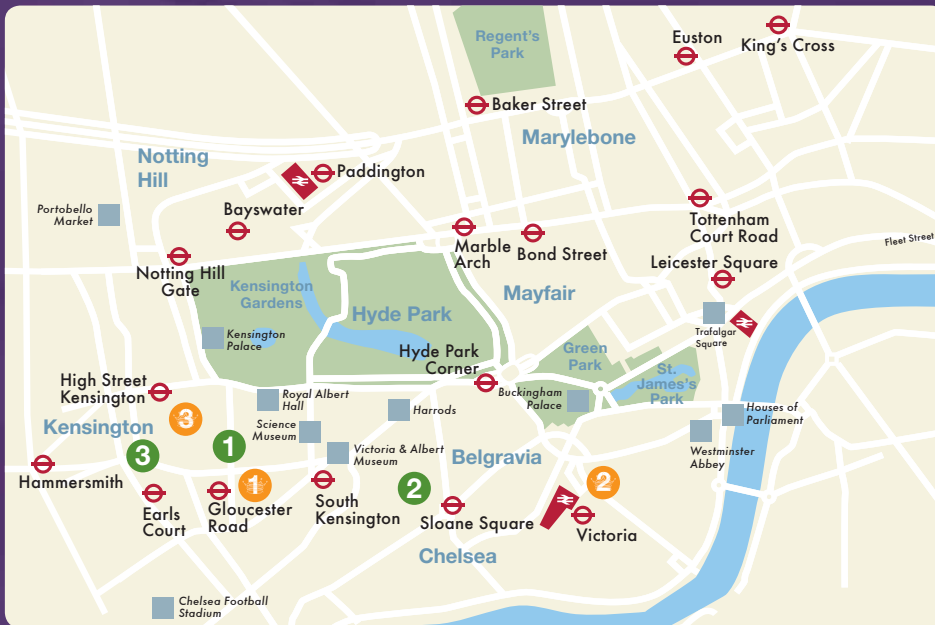 Regent's
Park
Euston
King's Cross
Baker Street
Marylebone
Notting
Hill
Paddington
Portobello
Market
Bayswater
Tottenham
Court Road
Marble
Arch
Bond Street
Fleet Street
Leicester Square
Notting Hill
Gate
Kensington
Gardens
Mayfair
Hyde Park
Trafalgar
Square
Kensington
Palace
Hyde Park
Corner
Green
Park
St.
James's
Park
High Street
Kensington
Royal Albert
Hall
Harrods
Buckingham
Palace
Houses of
Parliament
3
Kensington
Science
Museum
1
3
Victoria & Albert
Museum
Belgravia
Westminster
Abbey
Hammersmith
1
2
2
Earls
Court
Gloucester
Road
South
Kensington
Sloane Square
Victoria
Chelsea
Chelsea Football
Stadium